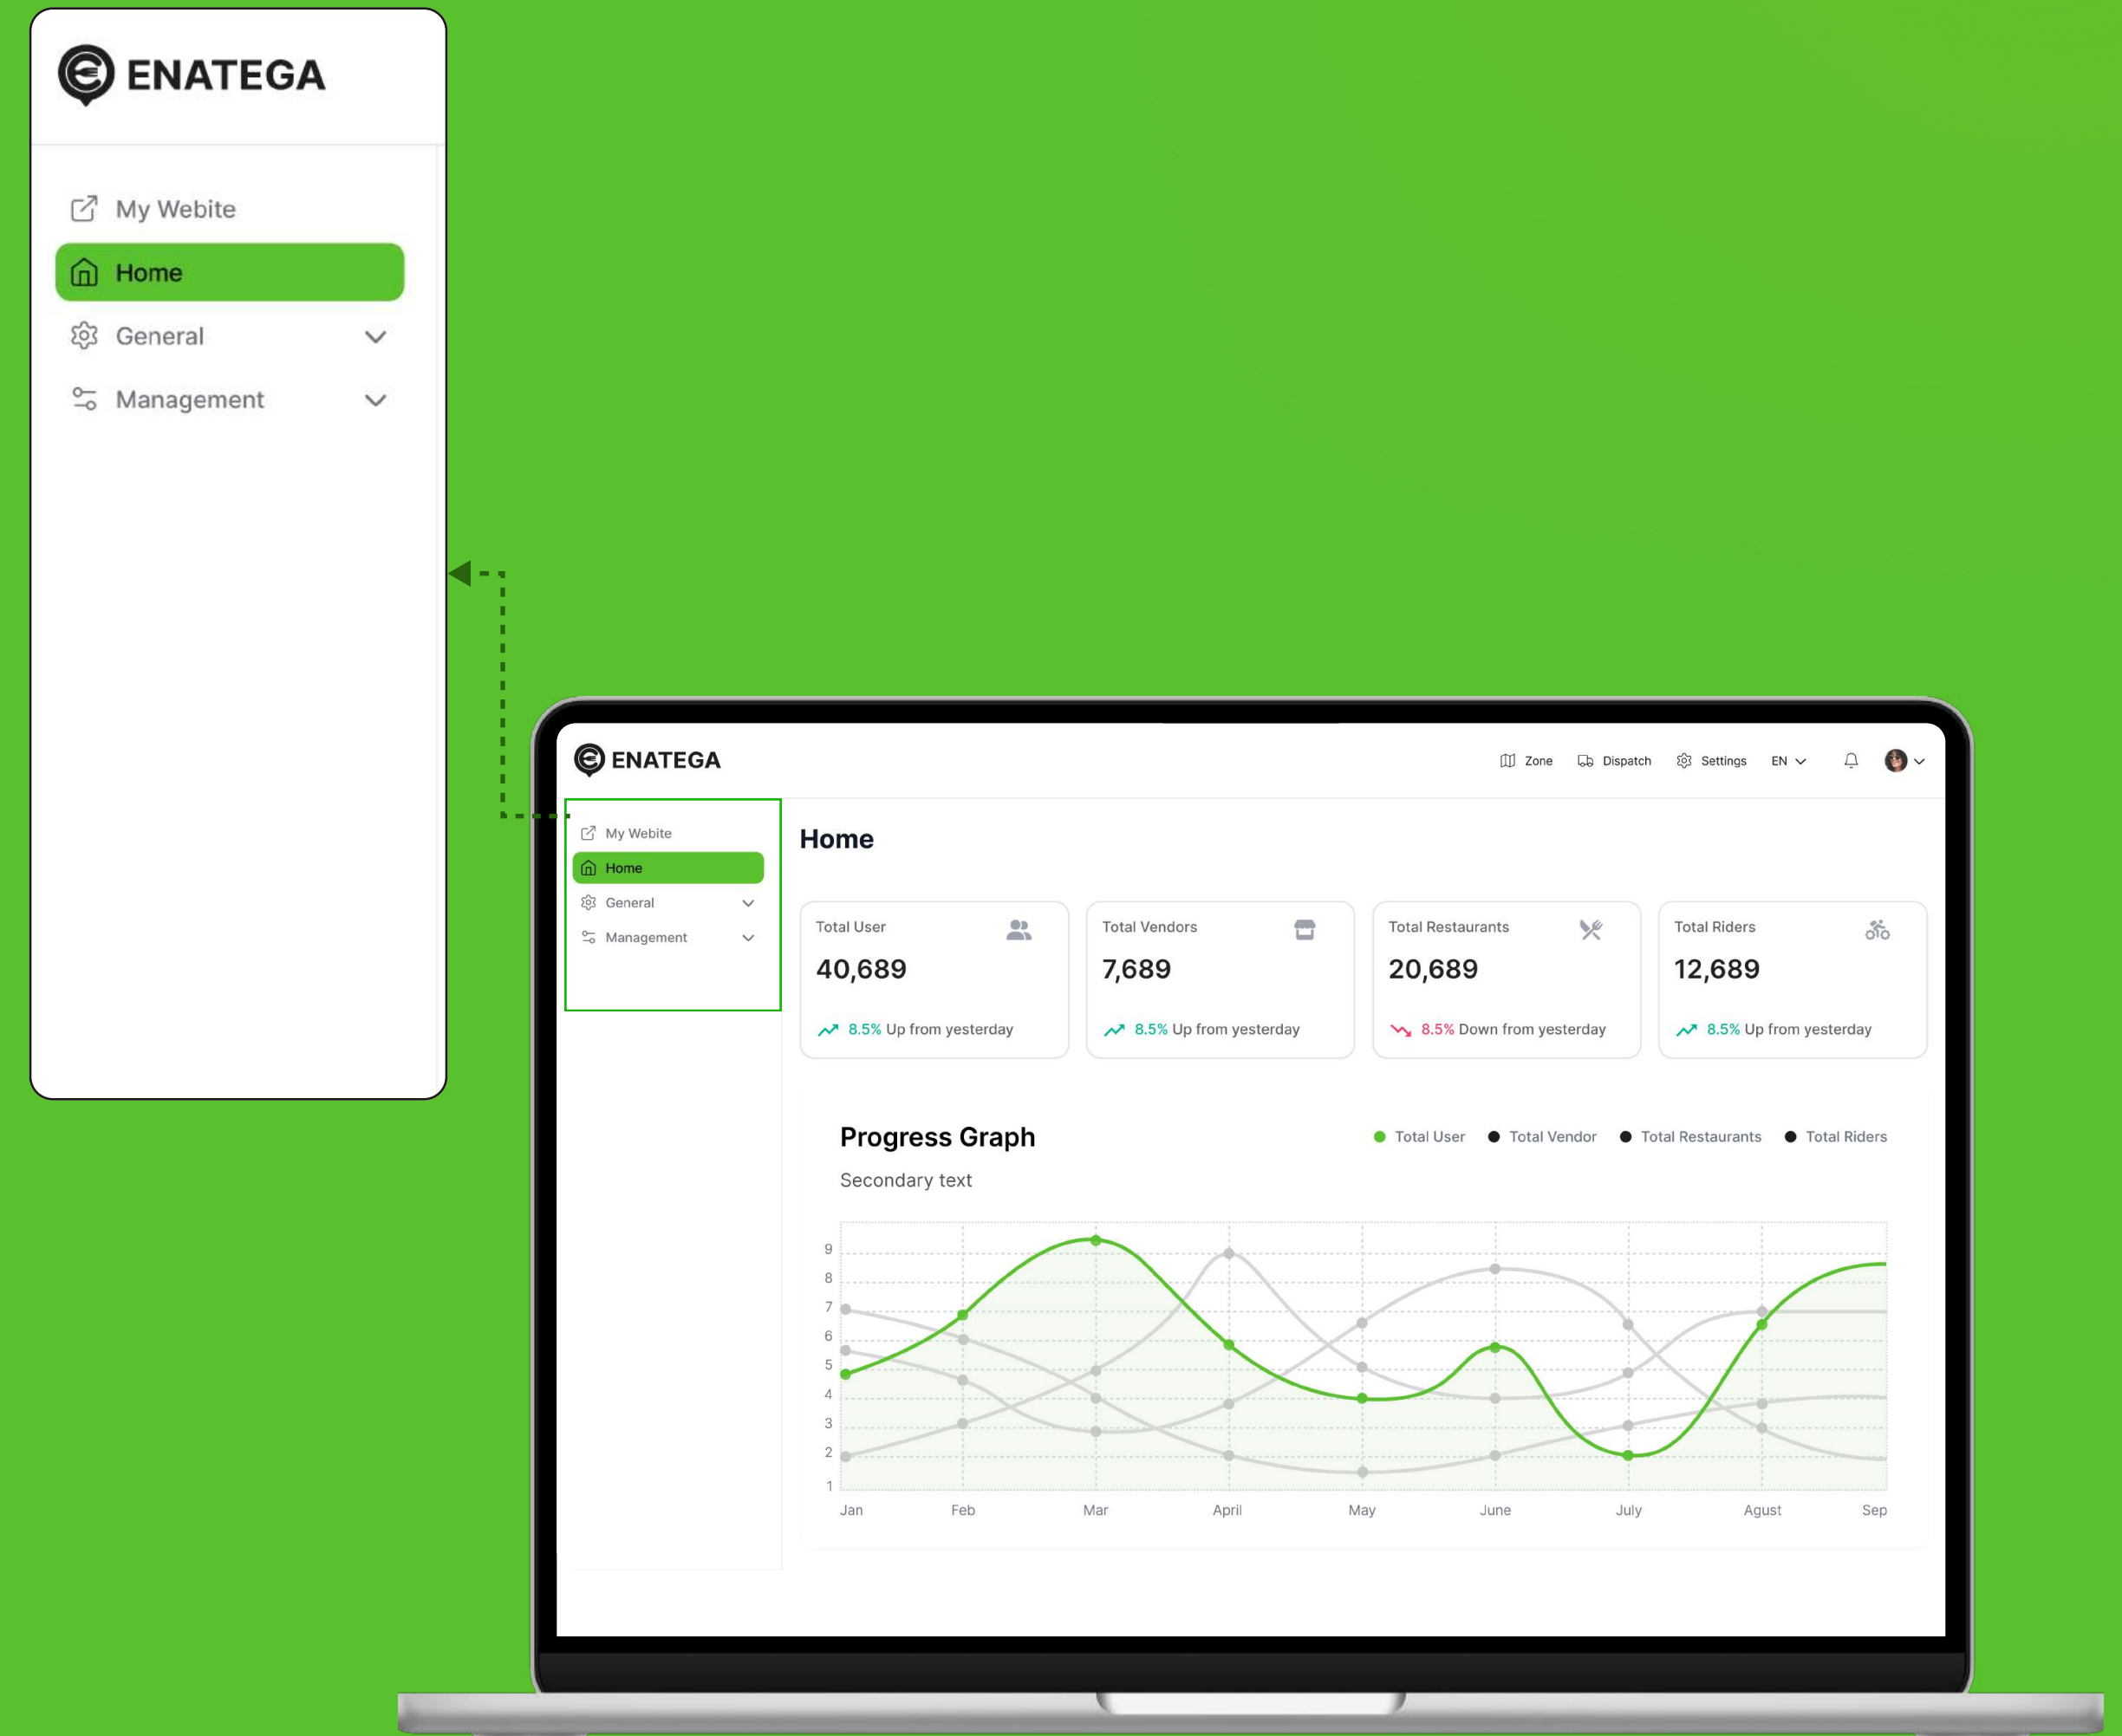 ENATEGA
My Webite
Home
General
Management
ENATEGA
Zone Dispatch Settings EN
My Webite
Home
General
Management
Home
Total User
40,689
8.5% Up from yesterday
Total Vendors
7,689
8.5% Up from yesterday
Total Restaurants
20,689
8.5% Down from yesterday
Total Riders
12,689
8.5% Up from yesterday
Progress Graph
Total User Total Vendor Total Restaurants Total Riders
Secondary text
9
8
7
6
5
4
3
2
1
Jan Feb Mar April May June July Agust Sep